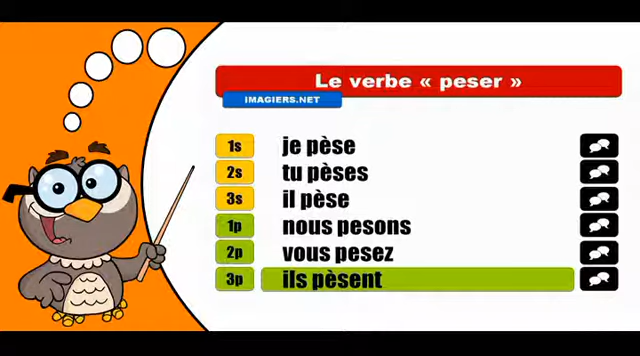 Le verbe « peser »
IMAGIERS.NET
1s je pèse
2s tu pèses
3s il pèse
1p nous pesons
2p vous pesez
3p ils pèsent